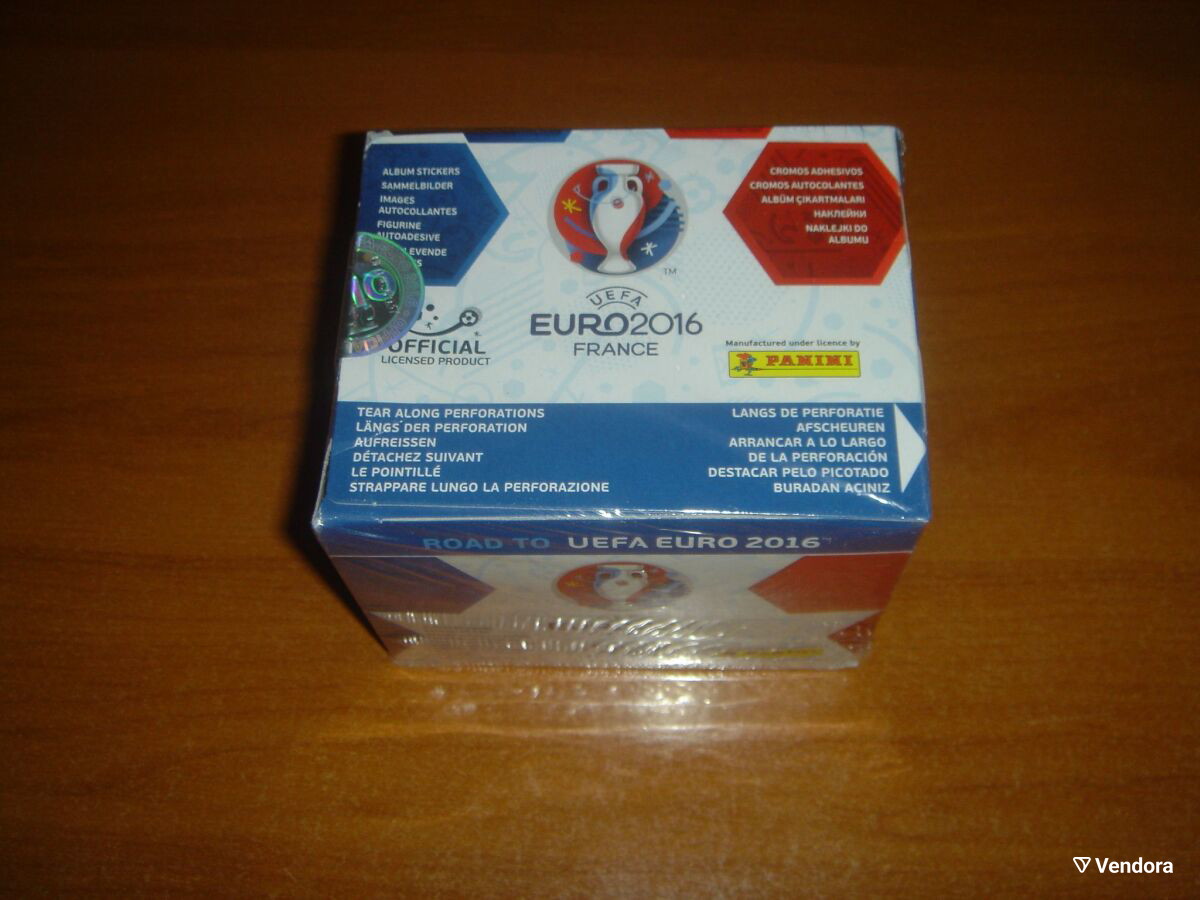 ALBUM STICKERS
SAMMELBILDER
IMAGES
AUTOCOLLANTES
FIGURINE
AUTOADESIVE
CROMOS ADHESIVOS
CROMOS AUTOCOLANTES
ALBÜM ÇIKARTMALARI
НАКЛЕЙКИ
NAKLEJKI DO
ALBUMU
TM
UEFA
EURO2016
FRANCE
OFFICIAL
LICENSED PRODUCT
Manufactured under licence by
PANINI
TEAR ALONG PERFORATIONS
LÄNGS DER PERFORATION
AUFREISSEN
DÉTACHEZ SUIVANT
LE POINTILLÉ
STRAPPARE LUNGO LA PERFORAZIONE
LANGS DE PERFORATIE
AFSCHEUREN
ARRANCAR A LO LARGO
DE LA PERFORACIÓN
DESTACAR PELO PICOTADO
BURADAN AÇINIZ
ROAD TO UEFA EURO 2016
Vendora